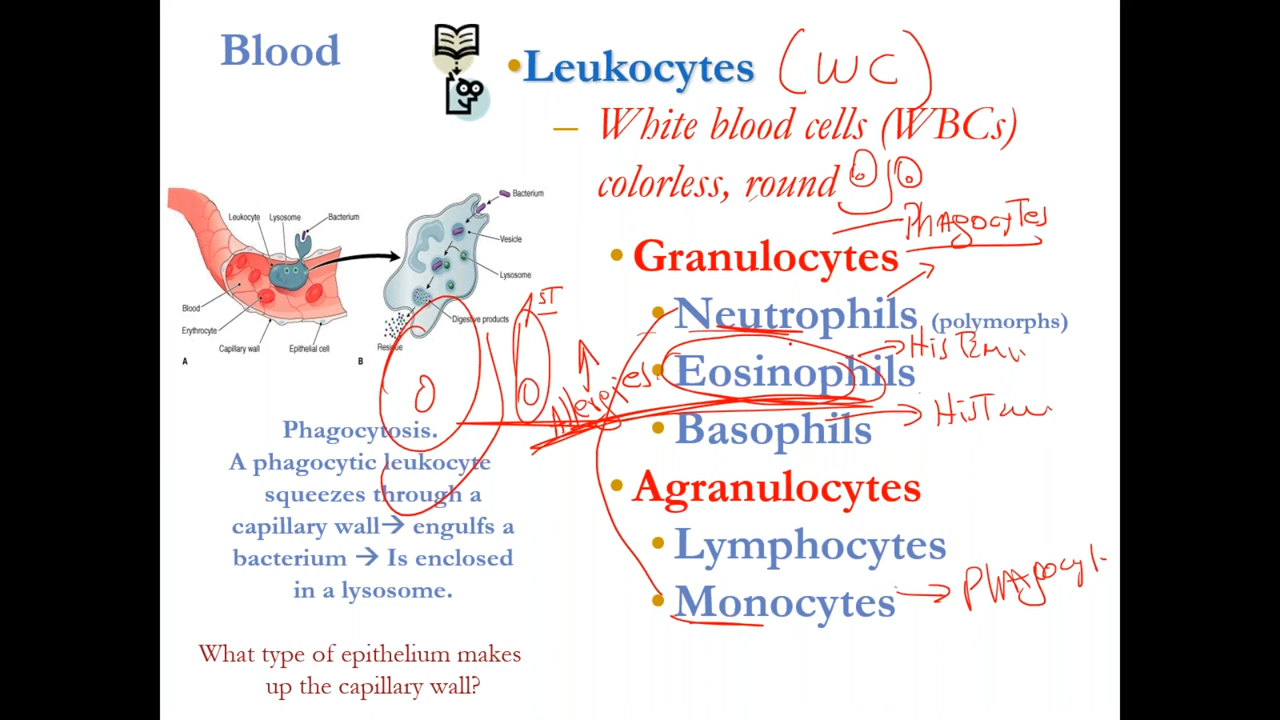 Blood
•Leukocytes (WC)
– White blood cells (WBCs)
colorless, round
PhAgocyTes
• Granulocytes
• Neutrophils (polymorphs)
• Eosinophils
• Basophils
• Agranulocytes
• Lymphocytes
• Monocytes → PhAgocyt
Leukocyte
Lysosome
Bacterium
Blood
Erythrocyte
Capillary wall
Epithelial cell
A
Bacterium
Vesicle
Lysosome
Digestive products
Residue
B
1ST
Allergies
Phagocytosis.
A phagocytic leukocyte
squeezes through a
capillary wall→ engulfs a
bacterium → Is enclosed
in a lysosome.
What type of epithelium makes
up the capillary wall?